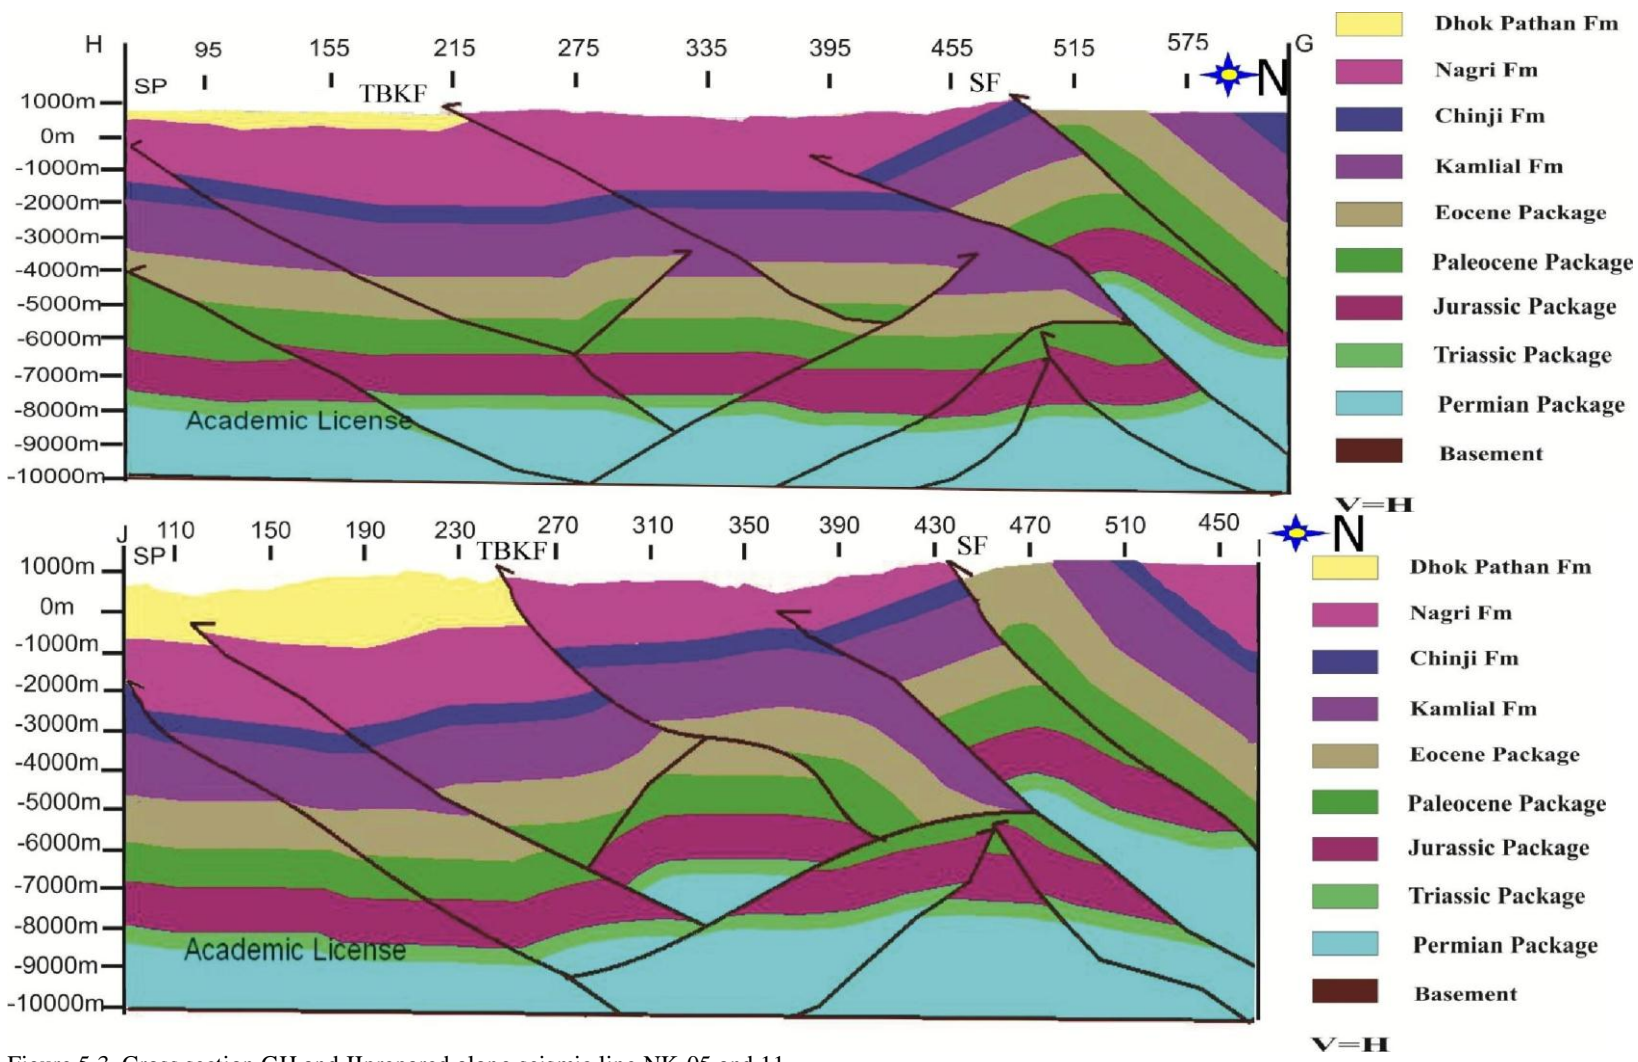 H 95 155 215 275 335 395 455 515 575 G
SP TBKF SF N
1000m
0m
-1000m
-2000m
-3000m
-4000m
-5000m
-6000m
-7000m
-8000m
-9000m
-10000m
Academic License
Dhok Pathan Fm
Nagri Fm
Chinji Fm
Kamlial Fm
Eocene Package
Paleocene Package
Jurassic Package
Triassic Package
Permian Package
Basement
V=H
J 110 150 190 230 270 310 350 390 430 470 510 450
SP TBKF SF N
1000m
0m
-1000m
-2000m
-3000m
-4000m
-5000m
-6000m
-7000m
-8000m
-9000m
-10000m
Academic License
Dhok Pathan Fm
Nagri Fm
Chinji Fm
Kamlial Fm
Eocene Package
Paleocene Package
Jurassic Package
Triassic Package
Permian Package
Basement
V=H